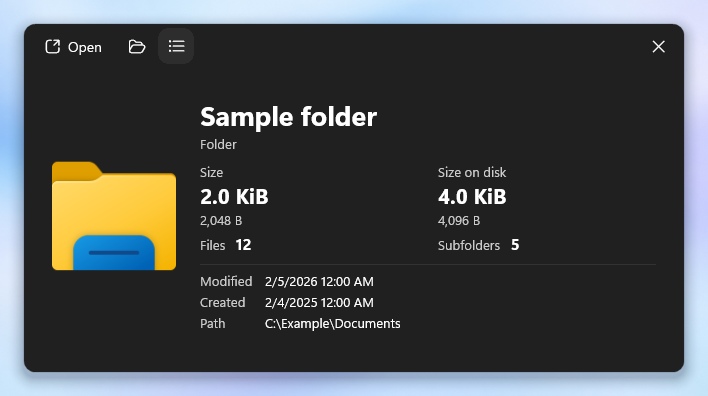 Open
Sample folder
Folder
Size
2.0 KiB
2,048 B
Files 12
Size on disk
4.0 KiB
4,096 B
Subfolders 5
Modified 2/5/2026 12:00 AM
Created 2/4/2025 12:00 AM
Path C:\Example\Documents